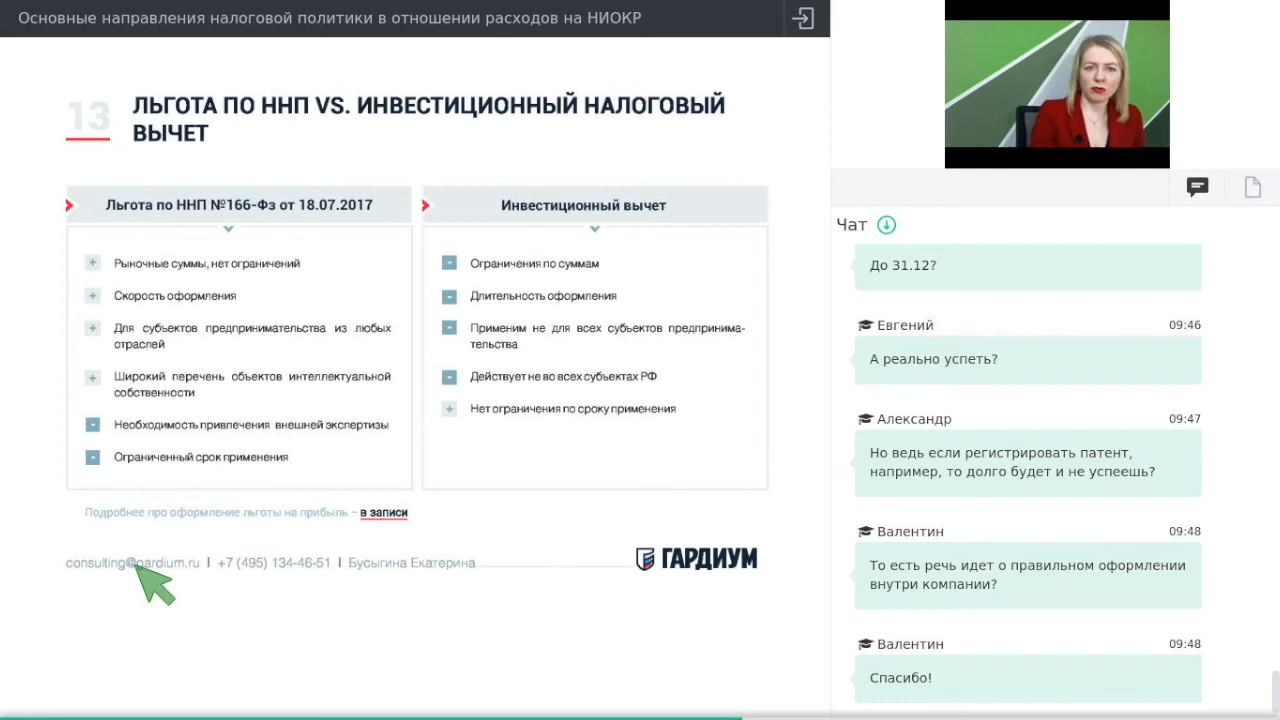 Основные направления налоговой политики в отношении расходов на НИОКР
13
ЛЬГОТА ПО ННП VS. ИНВЕСТИЦИОННЫЙ НАЛОГОВЫЙ
ВЫЧЕТ
Льгота по ННП №166-Фз от 18.07.2017
+ Рыночные суммы, нет ограничений
+ Скорость оформления
+ Для субъектов предпринимательства из любых
отраслей
+ Широкий перечень объектов интеллектуальной
собственности
- Необходимость привлечения внешней экспертизы
- Ограниченный срок применения
Инвестиционный вычет
- Ограничения по суммам
- Длительность оформления
- Применим не для всех субъектов предпринима-
тельства
- Действует не во всех субъектах РФ
+ Нет ограничения по сроку применения
Подробнее про оформление льготы на прибыль – в записи
consulting@gardium.ru | +7 (495) 134-46-51 | Бусыгина Екатерина
ГАРДИУМ
Чат
До 31.12?
Евгений 09:46
А реально успеть?
Александр 09:47
Но ведь если регистрировать патент,
например, то долго будет и не успеешь?
Валентин 09:48
То есть речь идет о правильном оформлении
внутри компании?
Валентин 09:48
Спасибо!